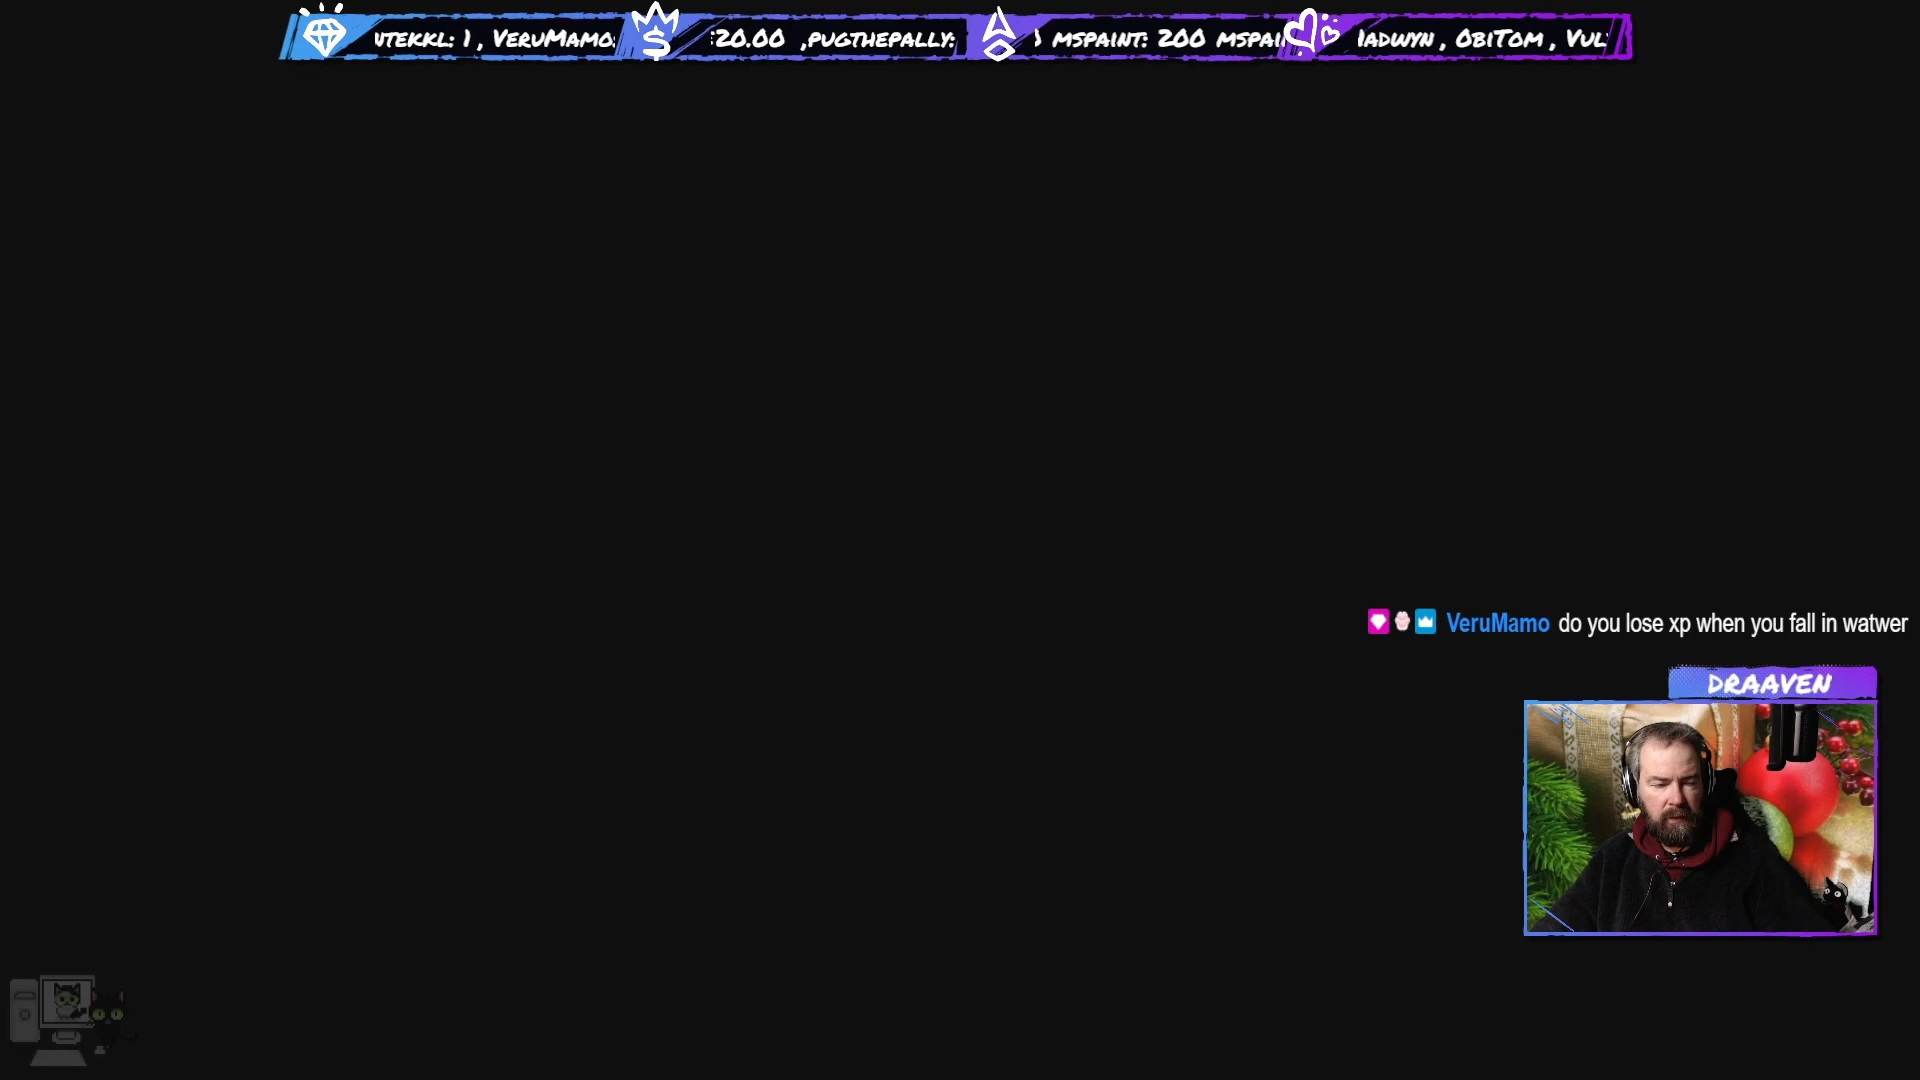 UTEKKL: 1 , VERUMAMO: :20.00 ,PUGTHEPALLY: MSPAINT: 200 MSPAI IADWYN , OBITOM , VUL
VeruMamo do you lose xp when you fall in watwer
DRAAVEN